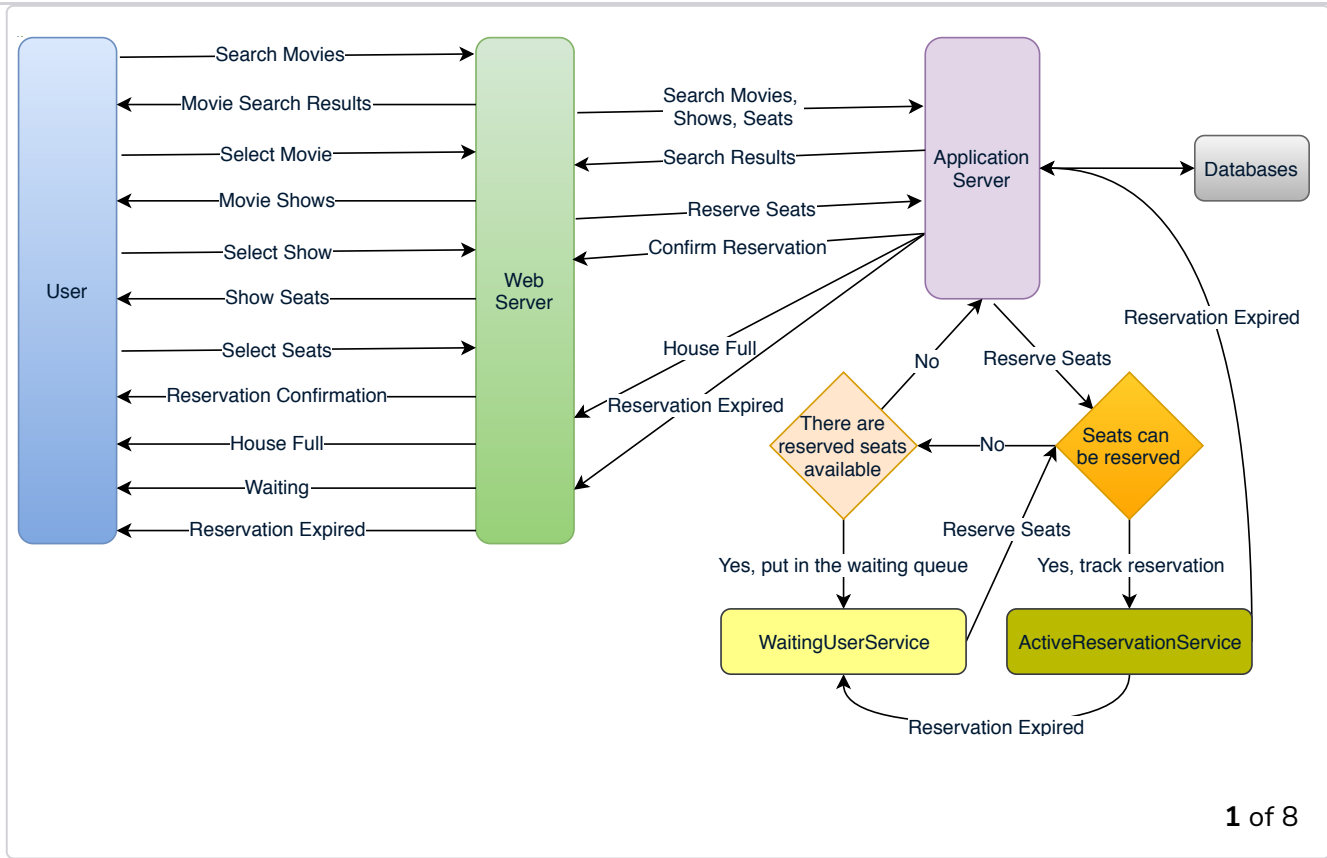 User
Search Movies
Movie Search Results
Select Movie
Movie Shows
Select Show
Show Seats
Select Seats
Reservation Confirmation
House Full
Waiting
Reservation Expired
Web
Server
Search Movies,
Shows, Seats
Search Results
Reserve Seats
Confirm Reservation
House Full
Reservation Expired
Application
Server
Databases
Reservation Expired
No
Reserve Seats
There are
reserved seats
available
No
Seats can
be reserved
Reserve Seats
Yes, put in the waiting queue
Yes, track reservation
WaitingUserService
ActiveReservationService
Reservation Expired
1 of 8